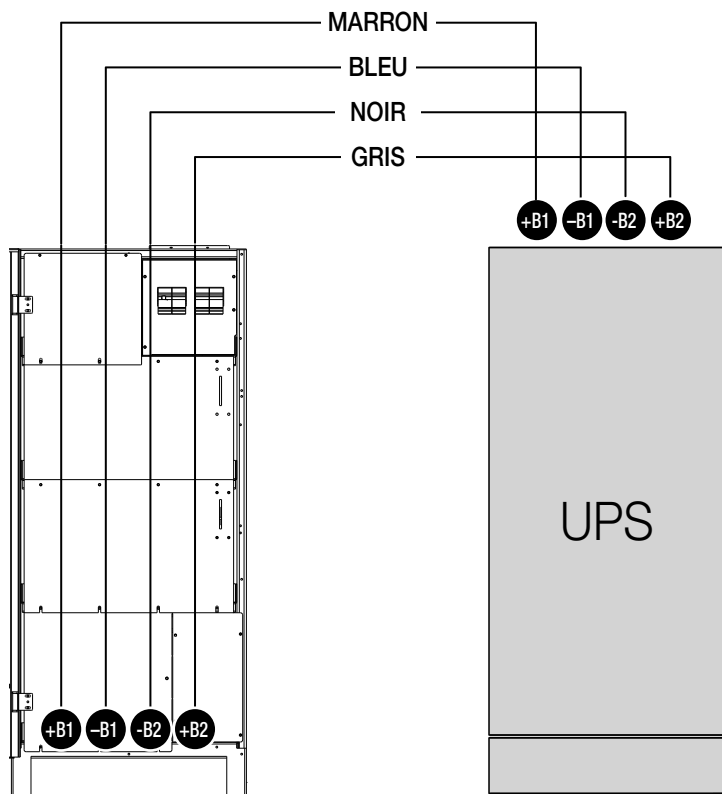 MARRON
BLEU
NOIR
GRIS
+B1 –B1 -B2 +B2
UPS
+B1 –B1 -B2 +B2